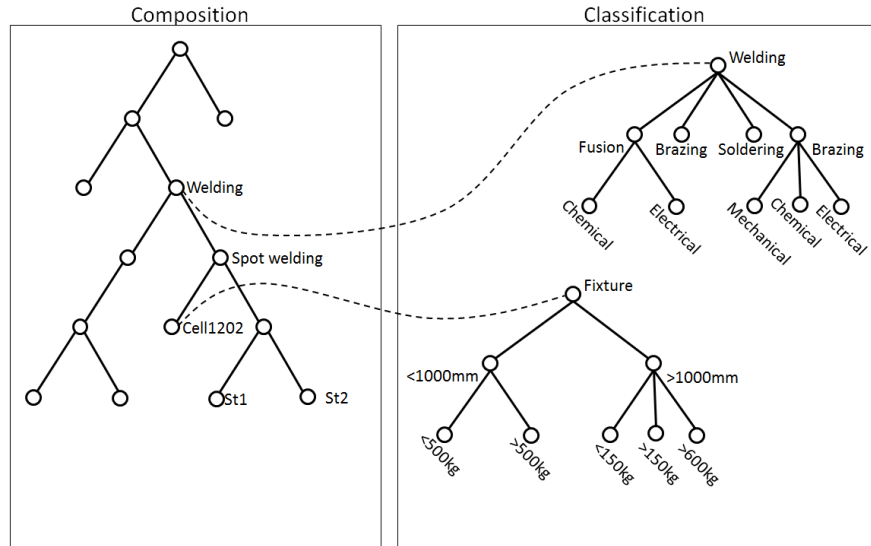 Composition
Classification
Welding
Spot welding
Cell1202
St1
St2
Welding
Fusion
Brazing
Soldering
Brazing
Chemical
Electrical
Mechanical
Chemical
Electrical
Fixture
<1000mm
>1000mm
<500kg
>500kg
<150kg
>150kg
>600kg